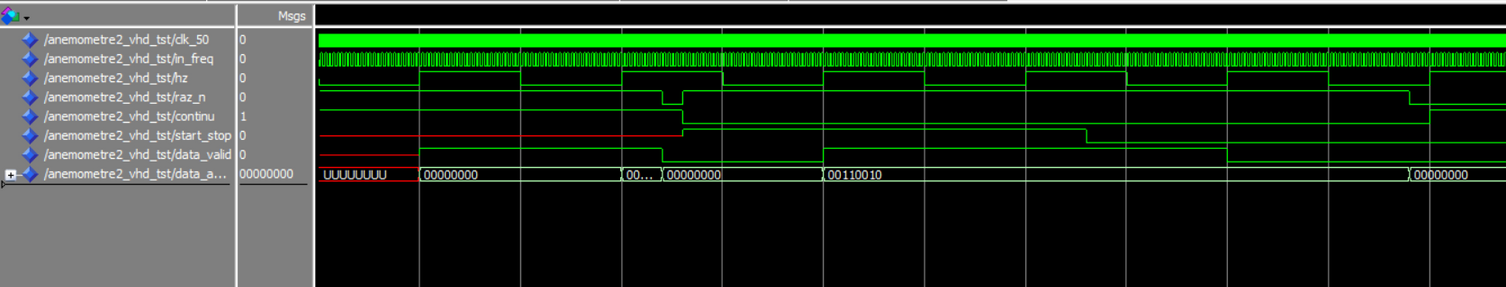 Msgs
/anemometre2_vhd_tst/clk_50 0
/anemometre2_vhd_tst/in_freq 0
/anemometre2_vhd_tst/hz 0
/anemometre2_vhd_tst/raz_n 0
/anemometre2_vhd_tst/continu 1
/anemometre2_vhd_tst/start_stop 0
/anemometre2_vhd_tst/data_valid 0
/anemometre2_vhd_tst/data_a... 00000000 UUUUUUUU 00000000 00... 00000000 00110010 00000000